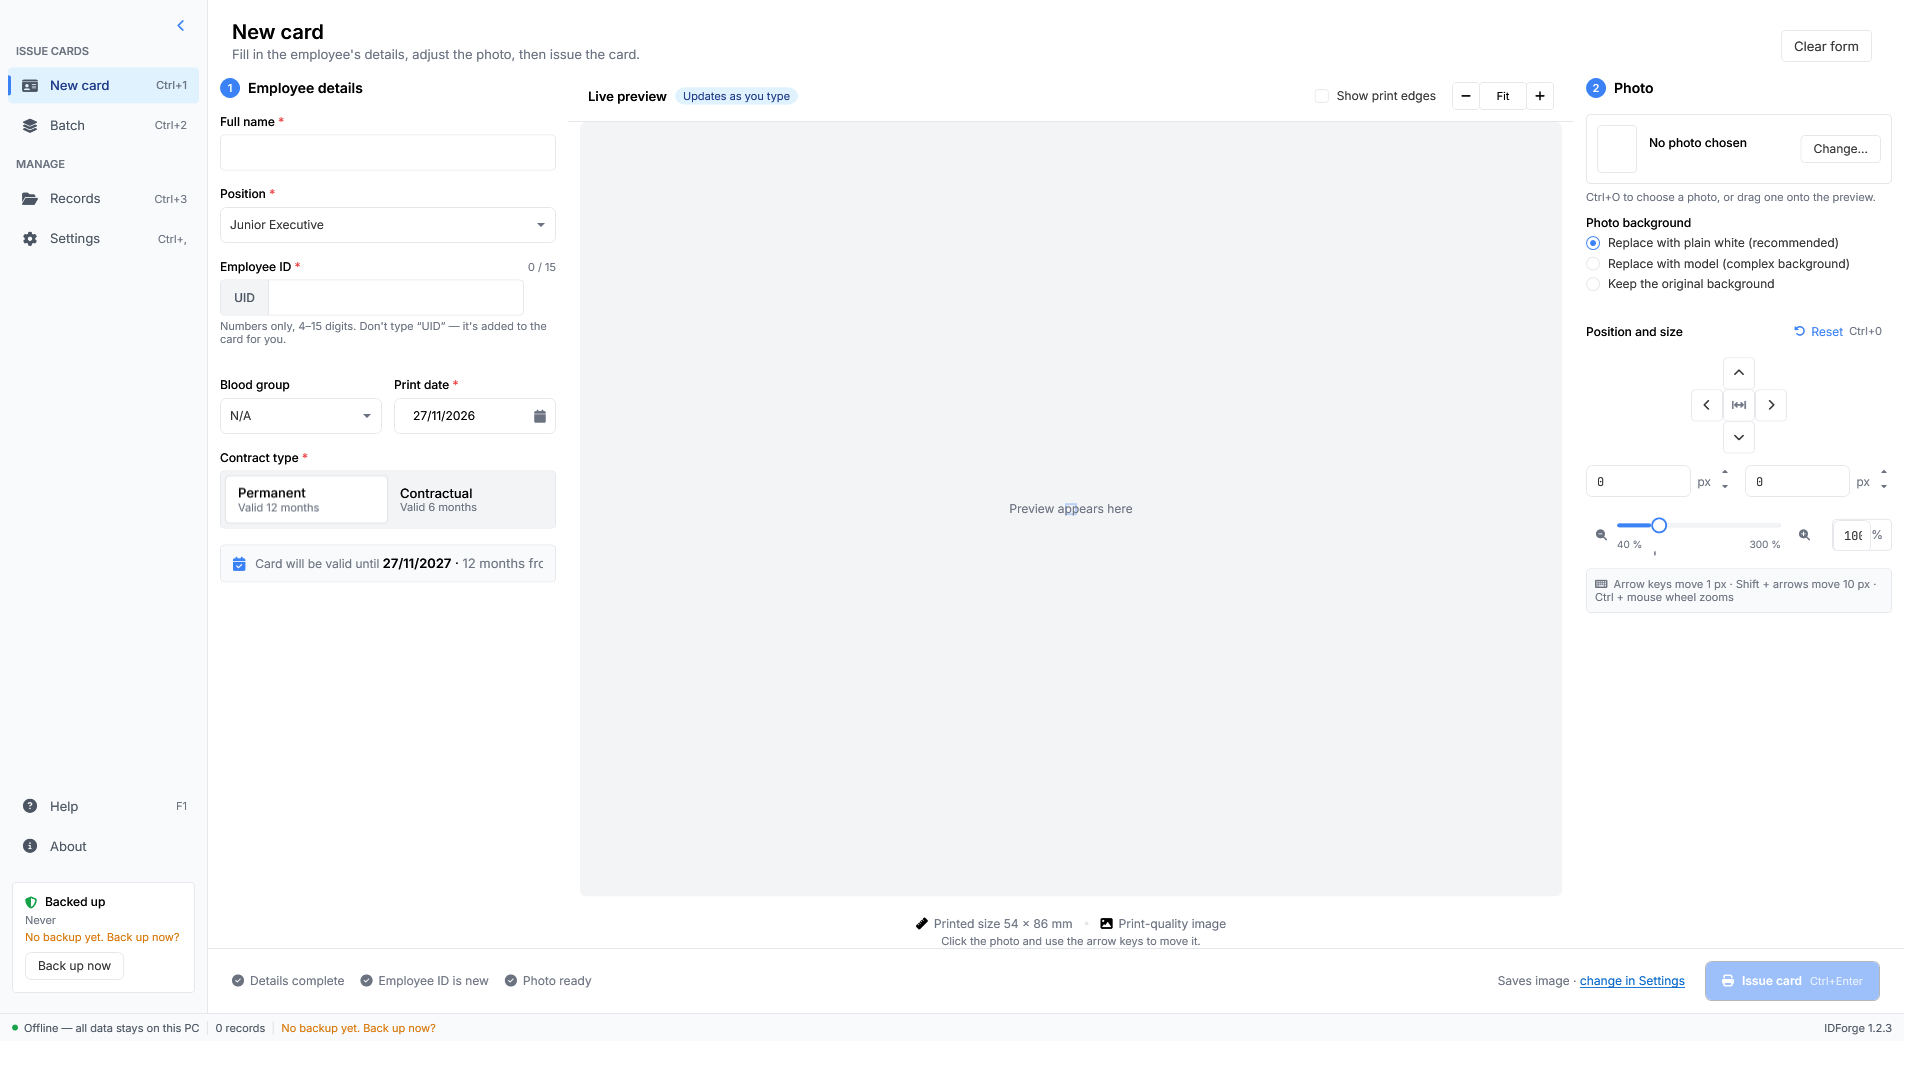 ISSUE CARDS
New card Ctrl+1
Batch Ctrl+2
MANAGE
Records Ctrl+3
Settings Ctrl+,
Help F1
About
Backed up
Never
No backup yet. Back up now?
Back up now
New card
Fill in the employee's details, adjust the photo, then issue the card.
Clear form
1 Employee details
Full name *
Position *
Junior Executive
Employee ID * 0 / 15
UID
Numbers only, 4–15 digits. Don't type “UID” — it's added to the
card for you.
Blood group Print date *
N/A 27/11/2026
Contract type *
Permanent Contractual
Valid 12 months Valid 6 months
Card will be valid until 27/11/2027 · 12 months frc
Live preview Updates as you type Show print edges − Fit +
Preview appears here
Printed size 54 × 86 mm • Print-quality image
Click the photo and use the arrow keys to move it.
2 Photo
No photo chosen Change...
Ctrl+O to choose a photo, or drag one onto the preview.
Photo background
Replace with plain white (recommended)
Replace with model (complex background)
Keep the original background
Position and size Reset Ctrl+0
0 px 0 px
40 % 300 % 100 %
Arrow keys move 1 px · Shift + arrows move 10 px ·
Ctrl + mouse wheel zooms
Details complete Employee ID is new Photo ready Saves image · change in Settings Issue card Ctrl+Enter
Offline — all data stays on this PC 0 records No backup yet. Back up now? IDForge 1.2.3